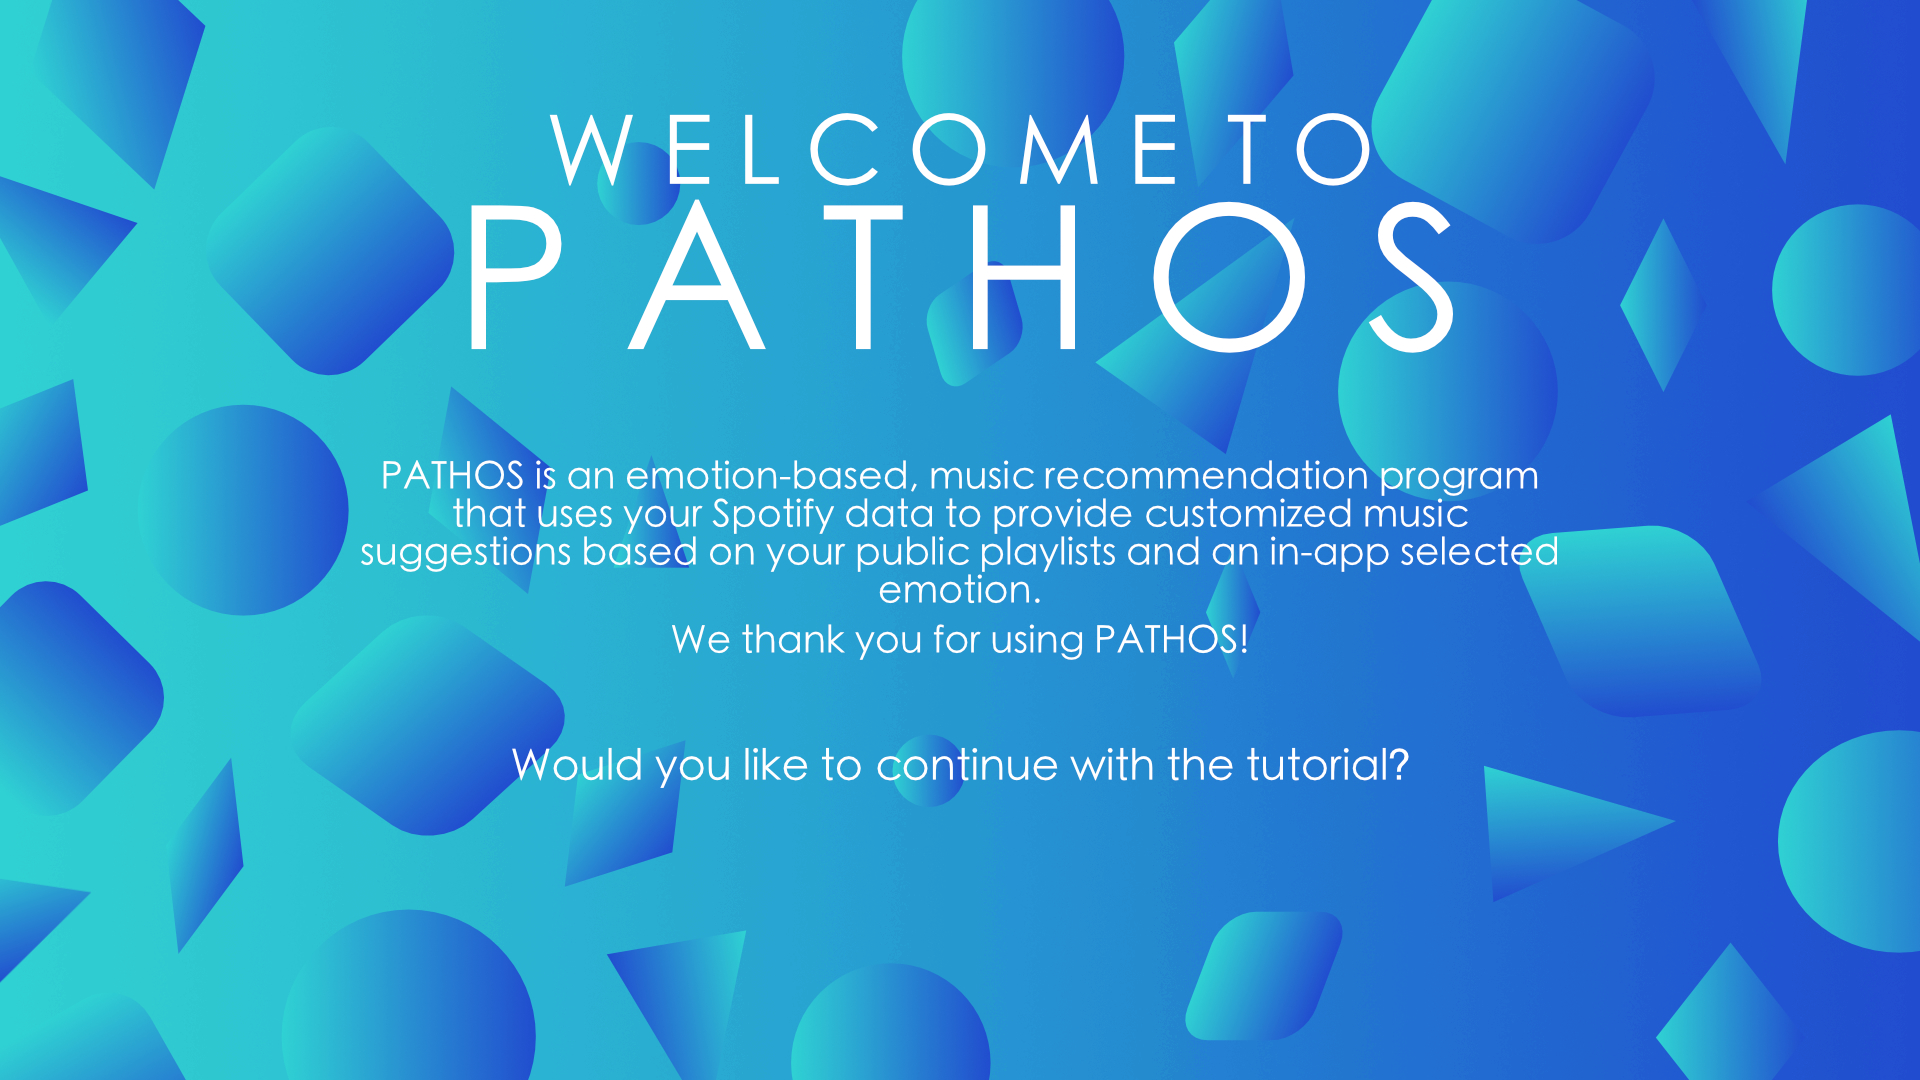 WELCOME TO
PATHOS
PATHOS is an emotion-based, music recommendation program
that uses your Spotify data to provide customized music
suggestions based on your public playlists and an in-app selected
emotion.
We thank you for using PATHOS!
Would you like to continue with the tutorial?